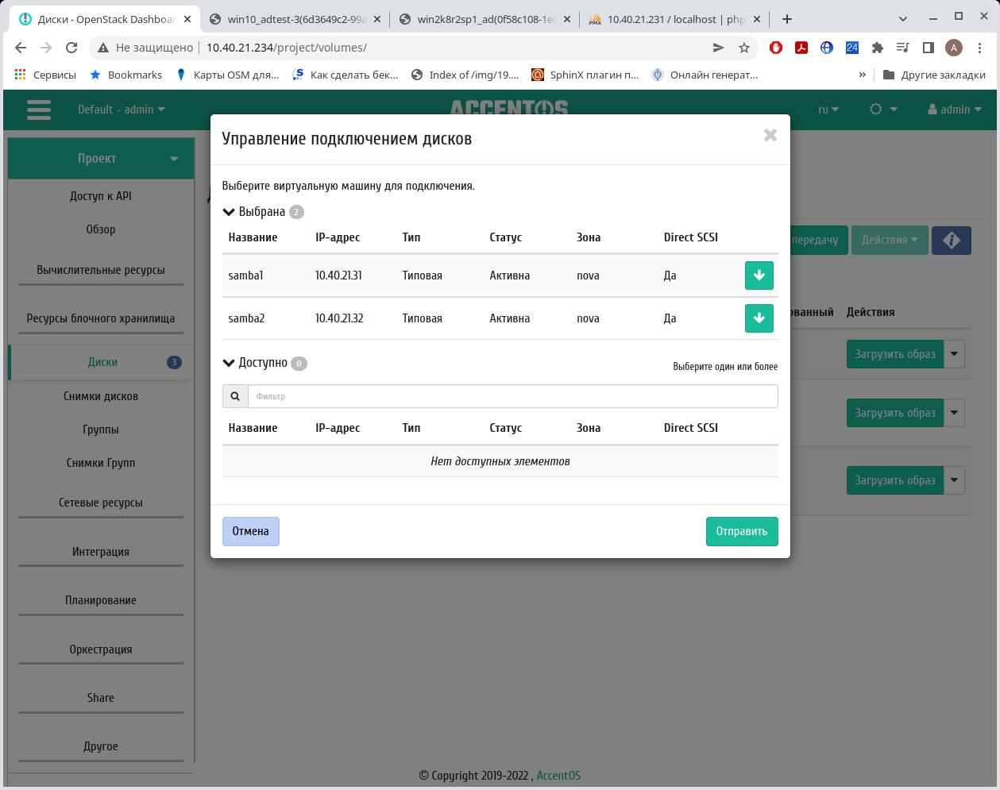 Диски - OpenStack Dashboar
win10_adtest-3(6d3649c2-99a
win2k8r2sp1_ad(0f58c108-1e0
10.40.21.231 / localhost | php
Не защищено
10.40.21.234/project/volumes/
24
A
Сервисы
Bookmarks
Карты OSM для...
Как сделать бек...
Index of /img/19....
SphinX плагин п...
Онлайн генерат...
»
Другие закладки
Default - admin
ACCENTOS
ru
admin
Проект
Доступ к API
Обзор
Вычислительные ресурсы
Ресурсы блочного хранилища
Диски 3
Снимки дисков
Группы
Снимки Групп
Сетевые ресурсы
Интеграция
Планирование
Оркестрация
Share
Другое
Управление подключением дисков
Выберите виртуальную машину для подключения.
Выбрана 2
Название IP-адрес Тип Статус Зона Direct SCSI
samba1 10.40.21.31 Типовая Активна nova Да
samba2 10.40.21.32 Типовая Активна nova Да
Доступно 0
Выберите один или более
Фильтр
Название IP-адрес Тип Статус Зона Direct SCSI
Нет доступных элементов
Отмена
Отправить
передачу
Действия
ованный Действия
Загрузить образ
Загрузить образ
Загрузить образ
© Copyright 2019-2022 , AccentOS